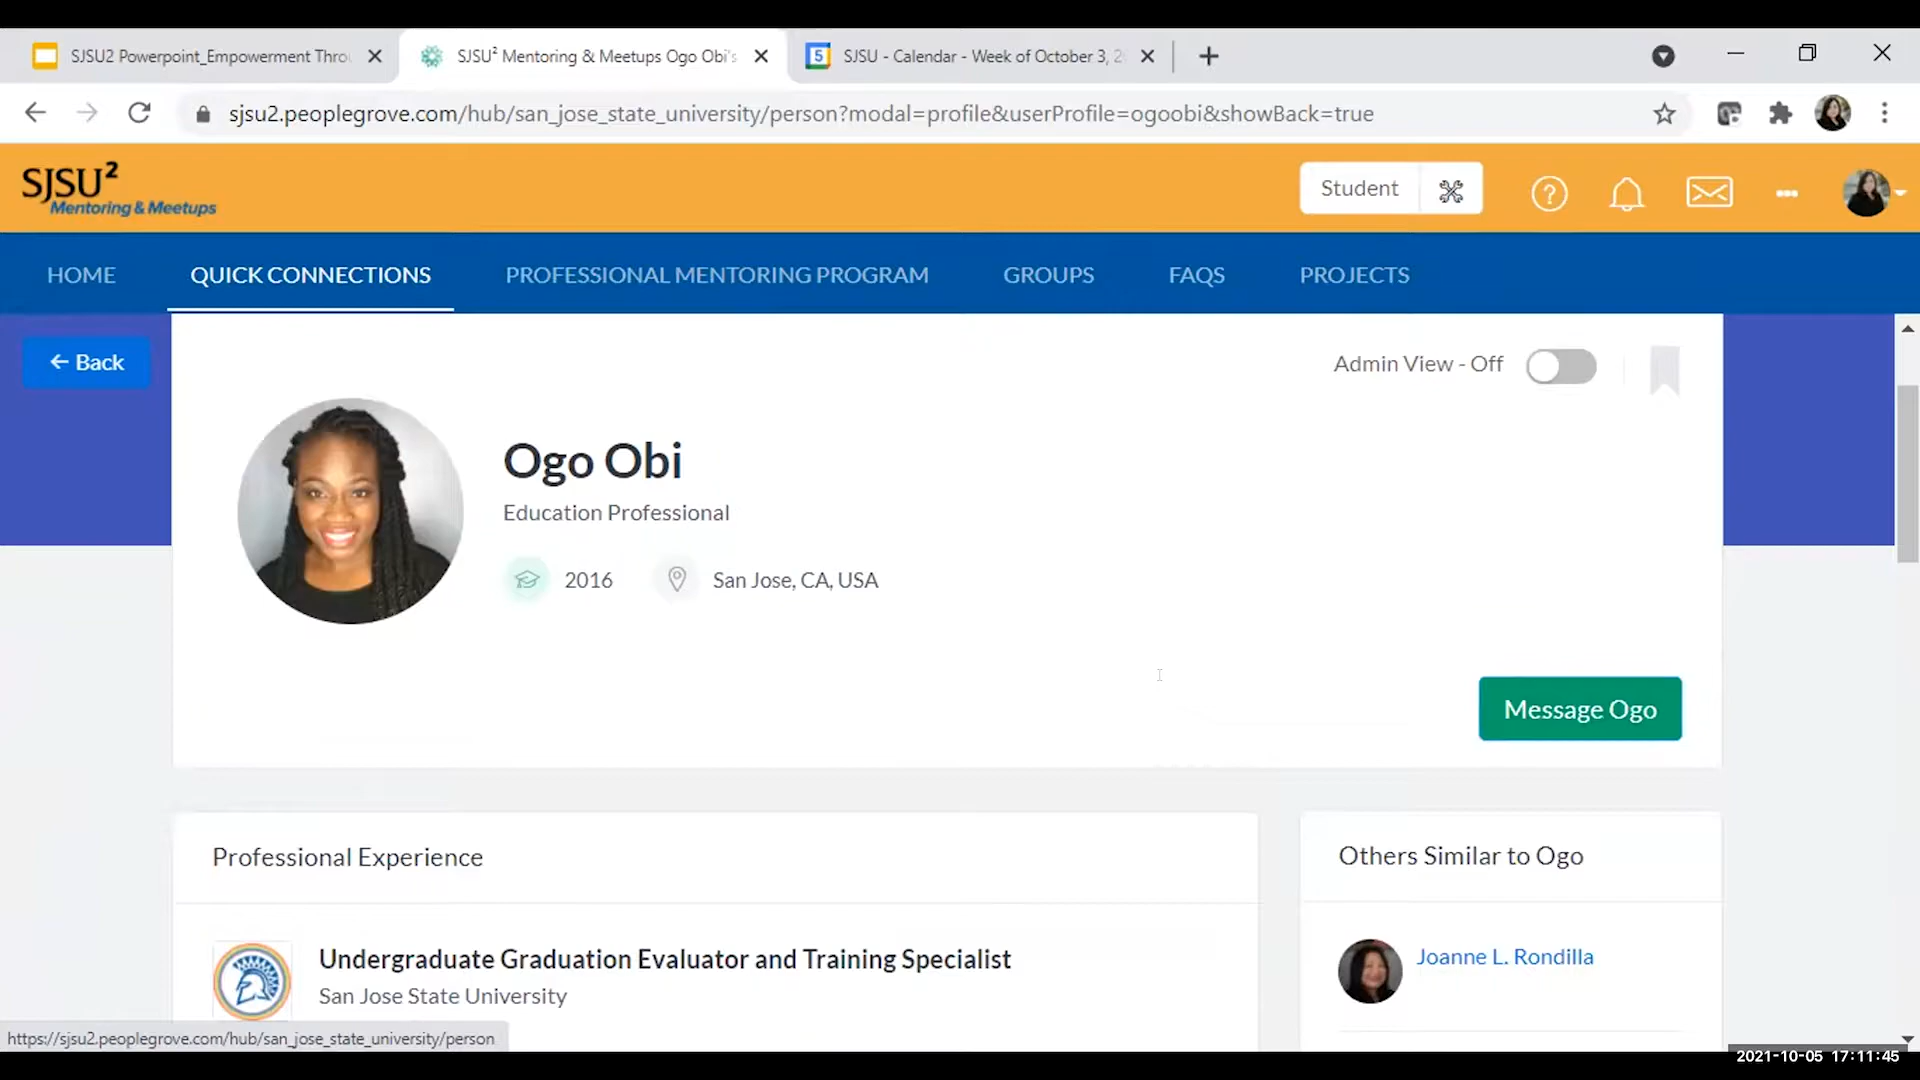 SJSU2 Powerpoint_Empowerment Thro
SJSU² Mentoring & Meetups Ogo Obi's
5
SJSU - Calendar - Week of October 3, 2
sjsu2.peoplegrove.com/hub/san_jose_state_university/person?modal=profile&userProfile=ogoobi&showBack=true
SJSU²
Mentoring & Meetups
Student
HOME
QUICK CONNECTIONS
PROFESSIONAL MENTORING PROGRAM
GROUPS
FAQS
PROJECTS
Back
Admin View - Off
Ogo Obi
Education Professional
2016
San Jose, CA, USA
Message Ogo
Professional Experience
Others Similar to Ogo
Undergraduate Graduation Evaluator and Training Specialist
San Jose State University
Joanne L. Rondilla
https://sjsu2.peoplegrove.com/hub/san_jose_state_university/person
2021-10-05 17:11:45